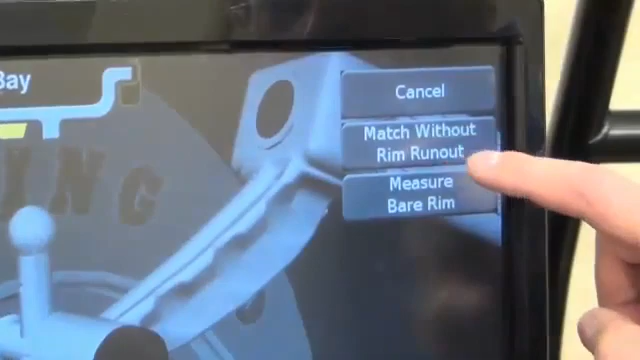 Bay
Cancel
Match Without
Rim Runout
Measure
Bare Rim